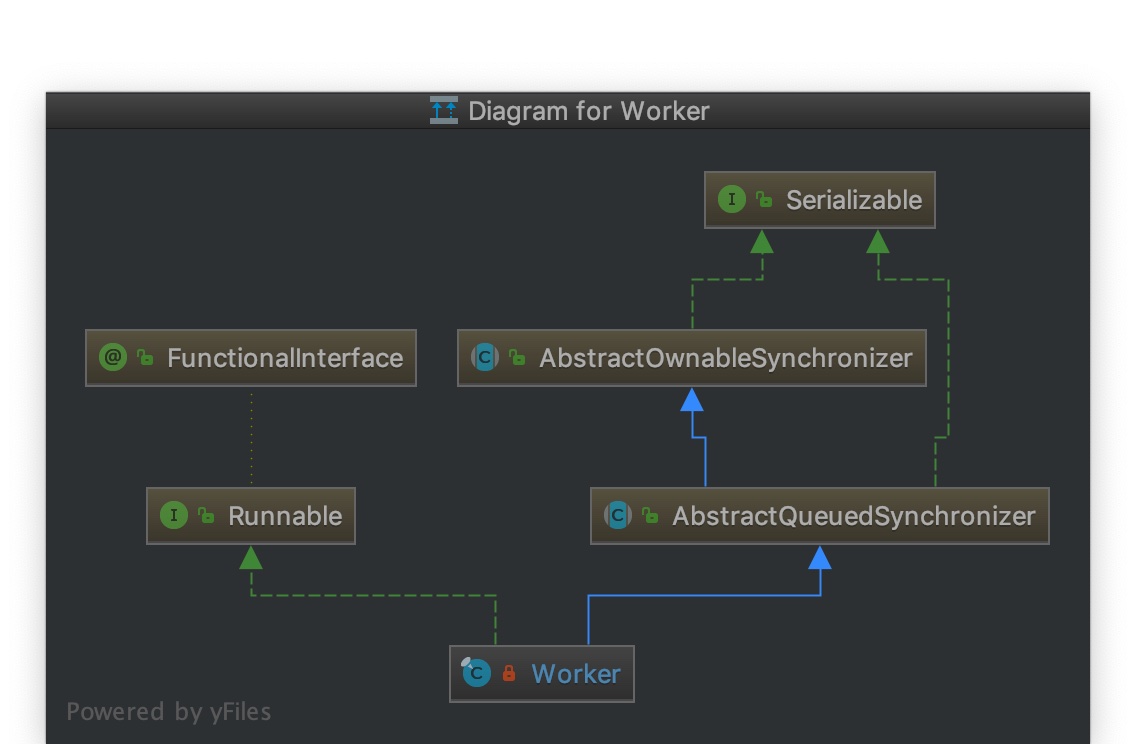 Diagram for Worker
I Serializable
@ FunctionalInterface
C AbstractOwnableSynchronizer
I Runnable
C AbstractQueuedSynchronizer
C Worker
Powered by yFiles